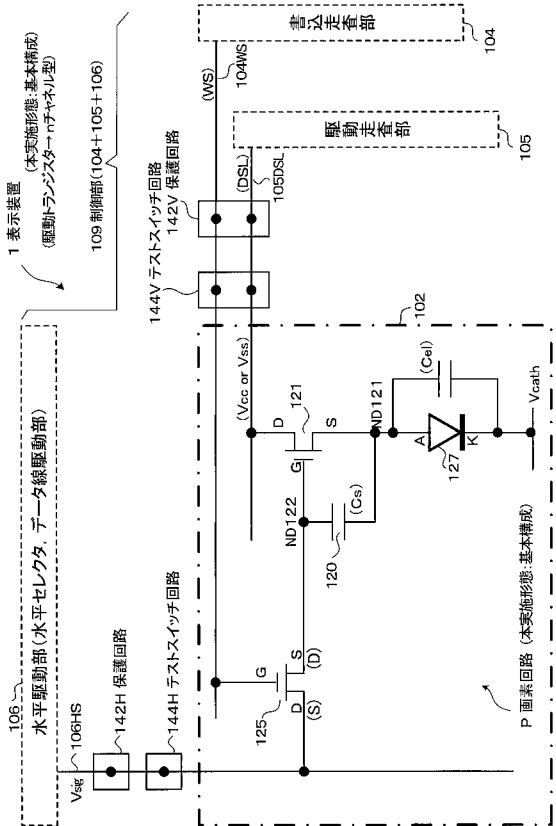 1 表示装置
(本実施形態:基本構成)
(駆動トランジスター→nチャネル型)
109 制御部(104+105+106)
106
水平駆動部(水平セレクタ,データ線駆動部)
106HS
Vsig
142H 保護回路
144H テストスイッチ回路
144V テストスイッチ回路
142V 保護回路
(WS)
104WS
書込走査部
104
(DSL)
105DSL
駆動走査部
105
102
(Vcc or Vss)
D
121
G
S
ND121
ND122
(Cs)
120
(Cel)
A
127
K
Vcath
G
125
D
(S)
S
(D)
P 画素回路(本実施形態:基本構成)